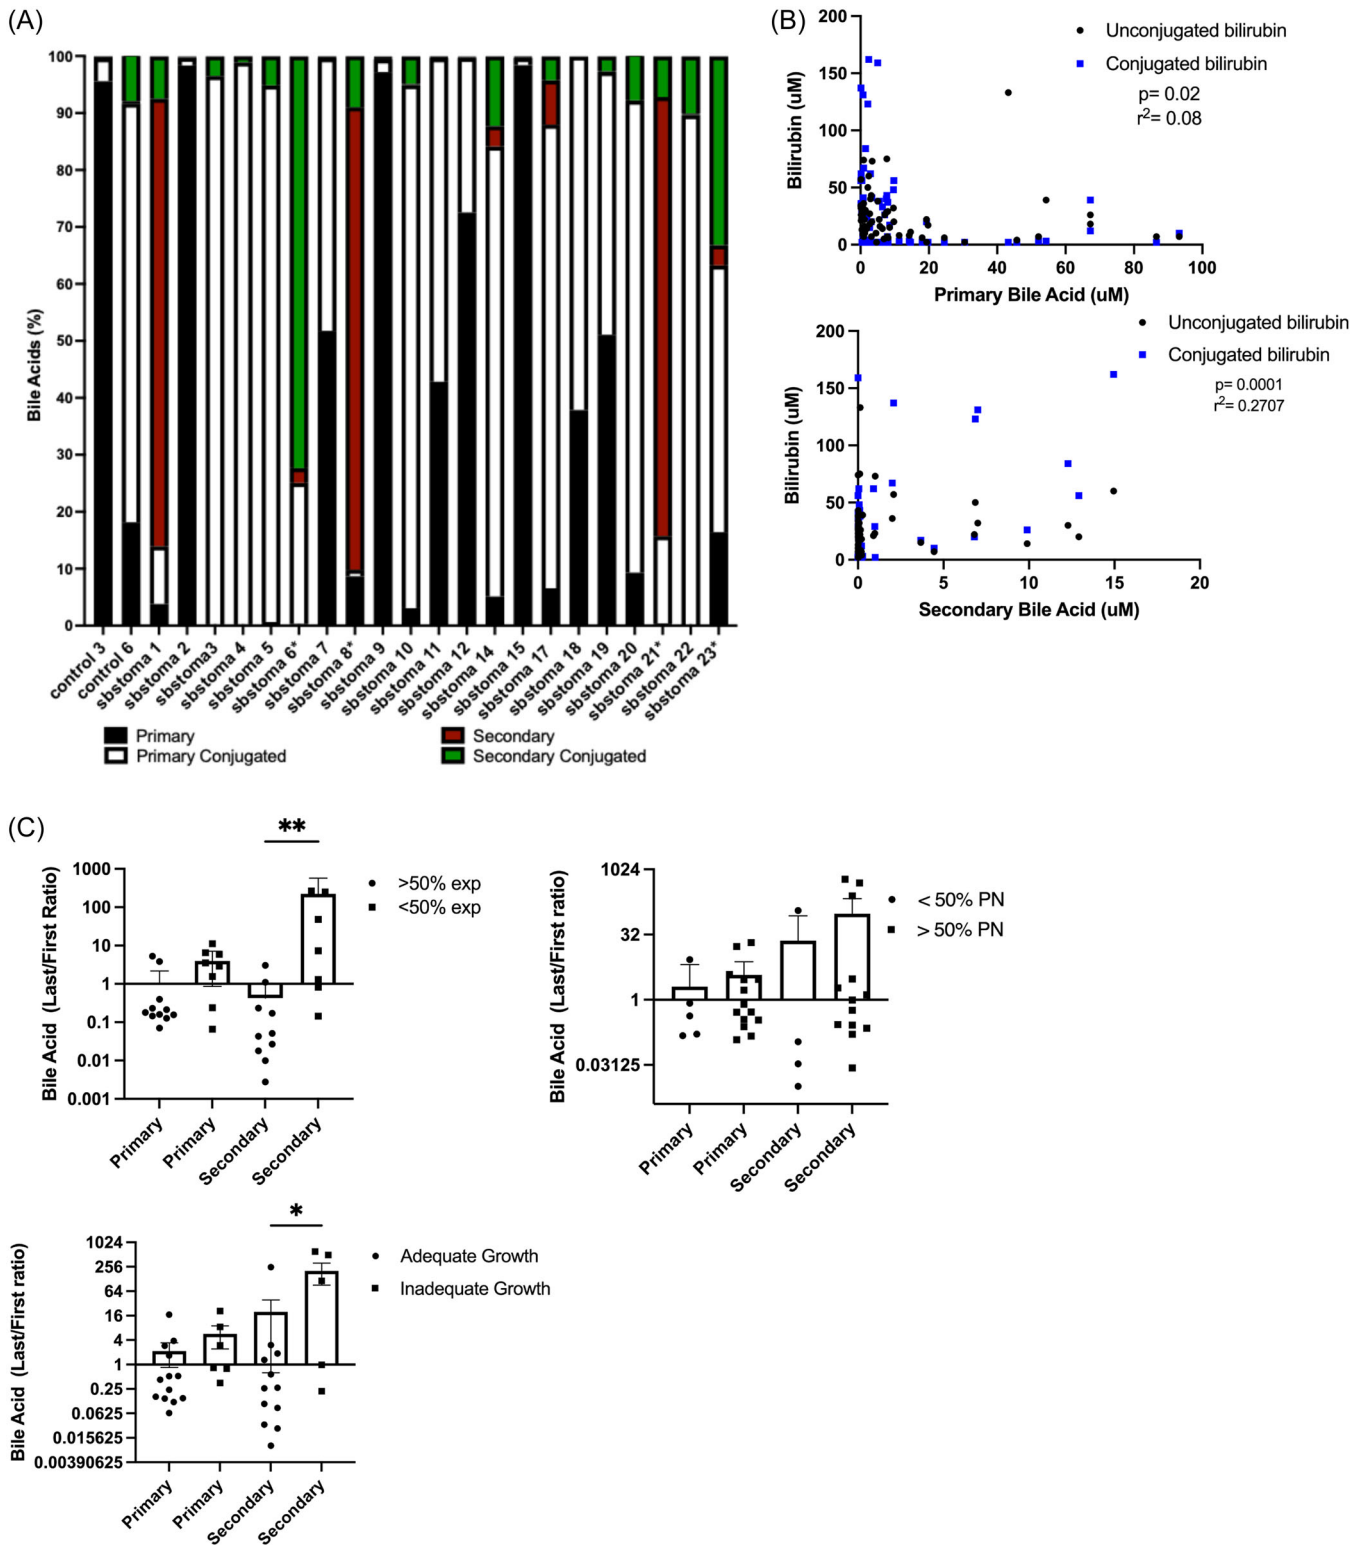 (A)
100
90
80
70
60
50
40
30
20
10
0
Bile Acids (%)
control 3
control 6
sbstoma 1
sbstoma 2
sbstoma3
sbstoma 4
sbstoma 5
sbstoma 6*
sbstoma 7
sbstoma 8*
sbstoma 9
sbstoma 10
sbstoma 11
sbstoma 12
sbstoma 14
sbstoma 15
sbstoma 17
sbstoma 18
sbstoma 19
sbstoma 20
sbstoma 21*
sbstoma 22
sbstoma 23*
Primary
Primary Conjugated
Secondary
Secondary Conjugated
(B)
200
150
100
50
0
Bilirubin (uM)
0 20 40 60 80 100
Primary Bile Acid (uM)
Unconjugated bilirubin
Conjugated bilirubin
p= 0.02
r2= 0.08
200
150
100
50
0
Bilirubin (uM)
0 5 10 15 20
Secondary Bile Acid (uM)
Unconjugated bilirubin
Conjugated bilirubin
p= 0.0001
r2= 0.2707
(C)
**
1000
100
10
1
0.1
0.01
0.001
Bile Acid (Last/First Ratio)
Primary
Primary
Secondary
Secondary
>50% exp
<50% exp
1024
32
1
0.03125
Bile Acid (Last/First ratio)
Primary
Primary
Secondary
Secondary
< 50% PN
> 50% PN
*
1024
256
64
16
4
1
0.25
0.0625
0.015625
0.00390625
Bile Acid (Last/First ratio)
Primary
Primary
Secondary
Secondary
Adequate Growth
Inadequate Growth